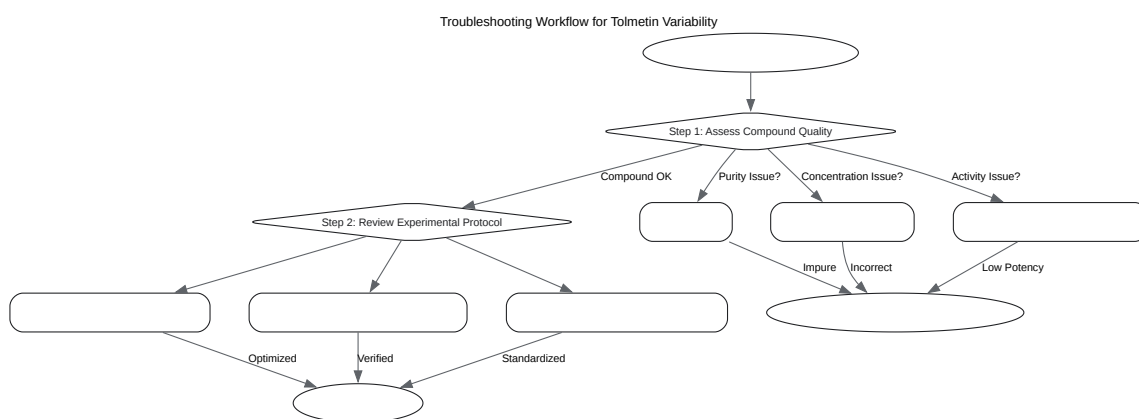 Troubleshooting Workflow for Tolmetin Variability
Step 1: Assess Compound Quality
Compound OK
Purity Issue?
Concentration Issue?
Activity Issue?
Step 2: Review Experimental Protocol
Impure
Incorrect
Low Potency
Optimized
Verified
Standardized